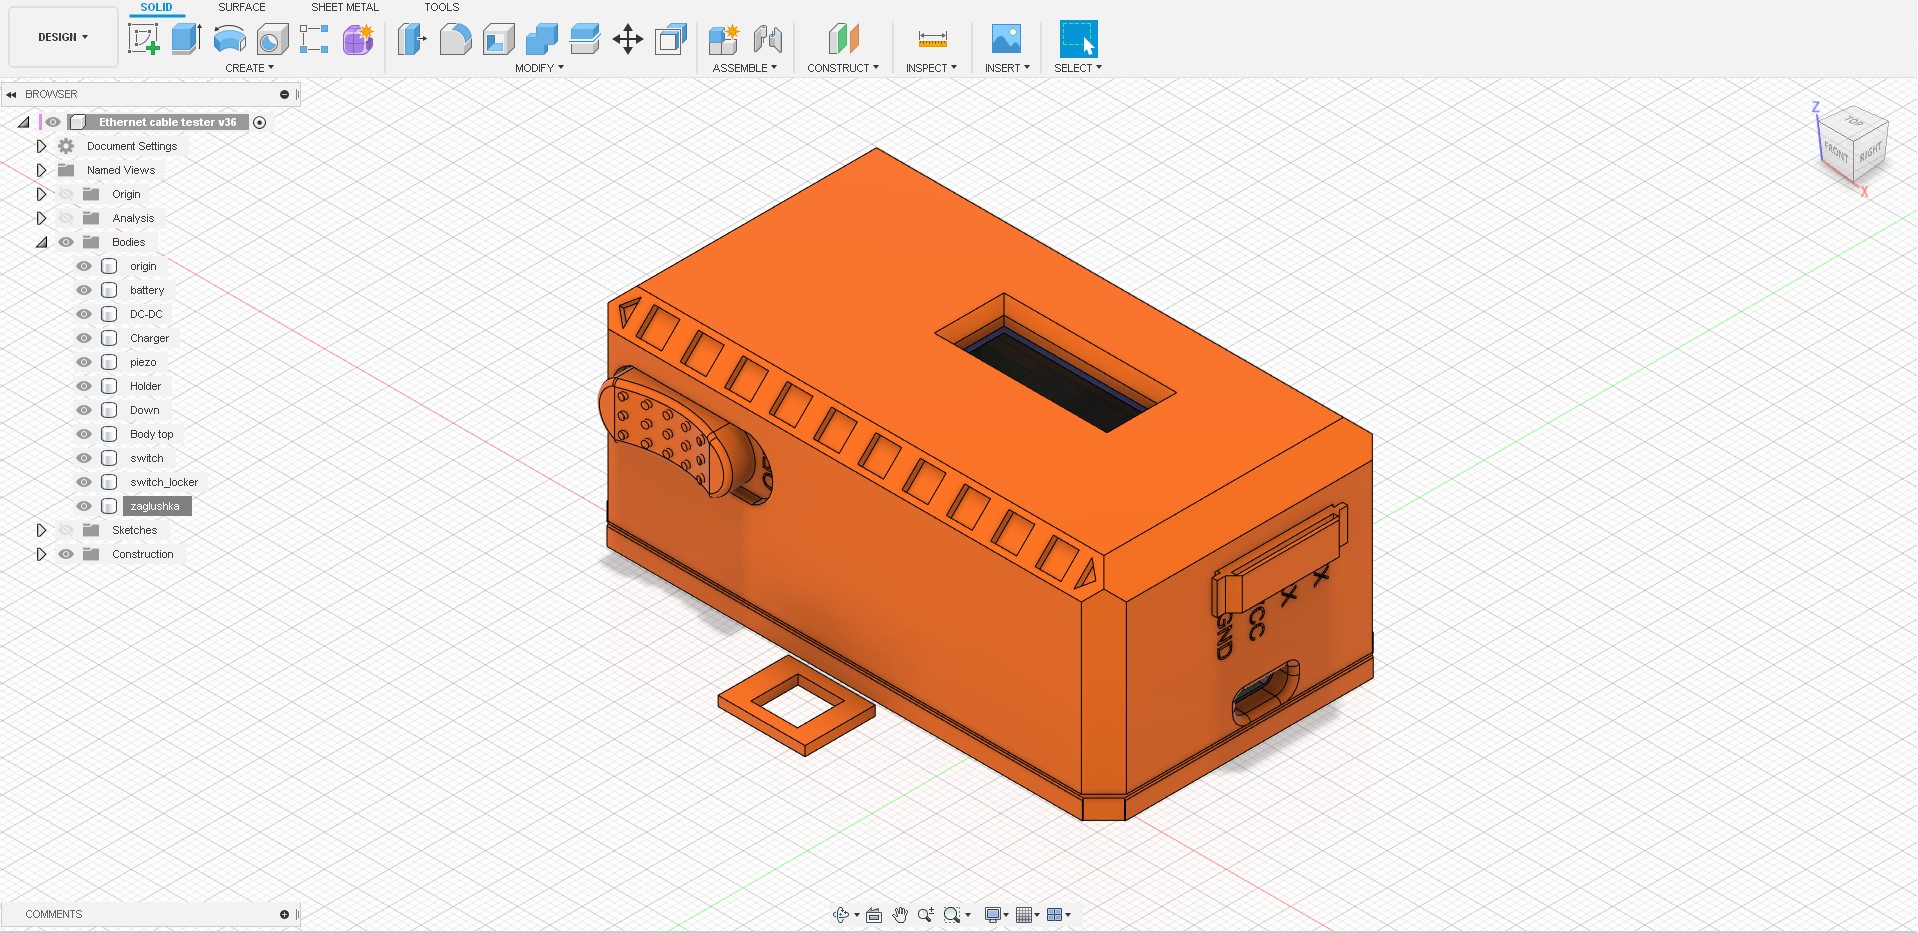 SOLID SURFACE SHEET METAL TOOLS
DESIGN
CREATE MODIFY ASSEMBLE CONSTRUCT INSPECT INSERT SELECT
BROWSER
Ethernet cable tester v36
Document Settings
Named Views
Origin
Analysis
Bodies
origin
battery
DC-DC
Charger
piezo
Holder
Down
Body top
switch
switch_locker
zaglushka
Sketches
Construction
Z
TOP
FRONT
RIGHT
X
X
X
CC
GND
COMMENTS